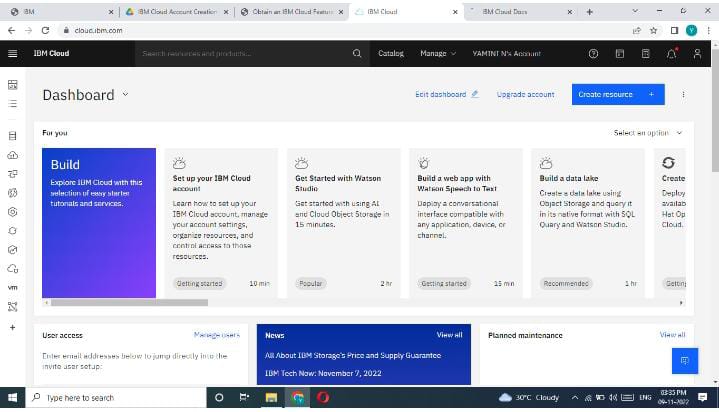 IBM
IBM Cloud Account Creation
Obtain an IBM Cloud Feature
IBM Cloud
IBM Cloud Docs
cloud.ibm.com
Y
IBM Cloud
Search resources and products...
Catalog
Manage
YAMINI N's Account
Dashboard
Edit dashboard
Upgrade account
Create resource +
For you
Select an option
Build
Explore IBM Cloud with this
selection of easy starter
tutorials and services.
Set up your IBM Cloud
account
Learn how to set up your
IBM Cloud account, manage
your account settings,
organize resources, and
control access to those
resources.
Getting started
10 min
Get Started with Watson
Studio
Get started with using AI
and Cloud Object Storage in
15 minutes.
Popular
2 hr
Build a web app with
Watson Speech to Text
Deploy a conversational
interface compatible with
any application, device, or
channel.
Getting started
15 min
Build a data lake
Create a data lake using
Object Storage and query it
in its native format with SQL
Query and Watson Studio.
Recommended
1 hr
Create
Deploy
availab
Hat Op
Cloud.
Getting
vm
User access
Manage users
Enter email addresses below to jump directly into the
invite user setup:
News
View all
All About IBM Storage's Price and Supply Guarantee
IBM Tech Now: November 7, 2022
Planned maintenance
View all
Type here to search
30°C Cloudy
ENG
03:35 PM
09-11-2022